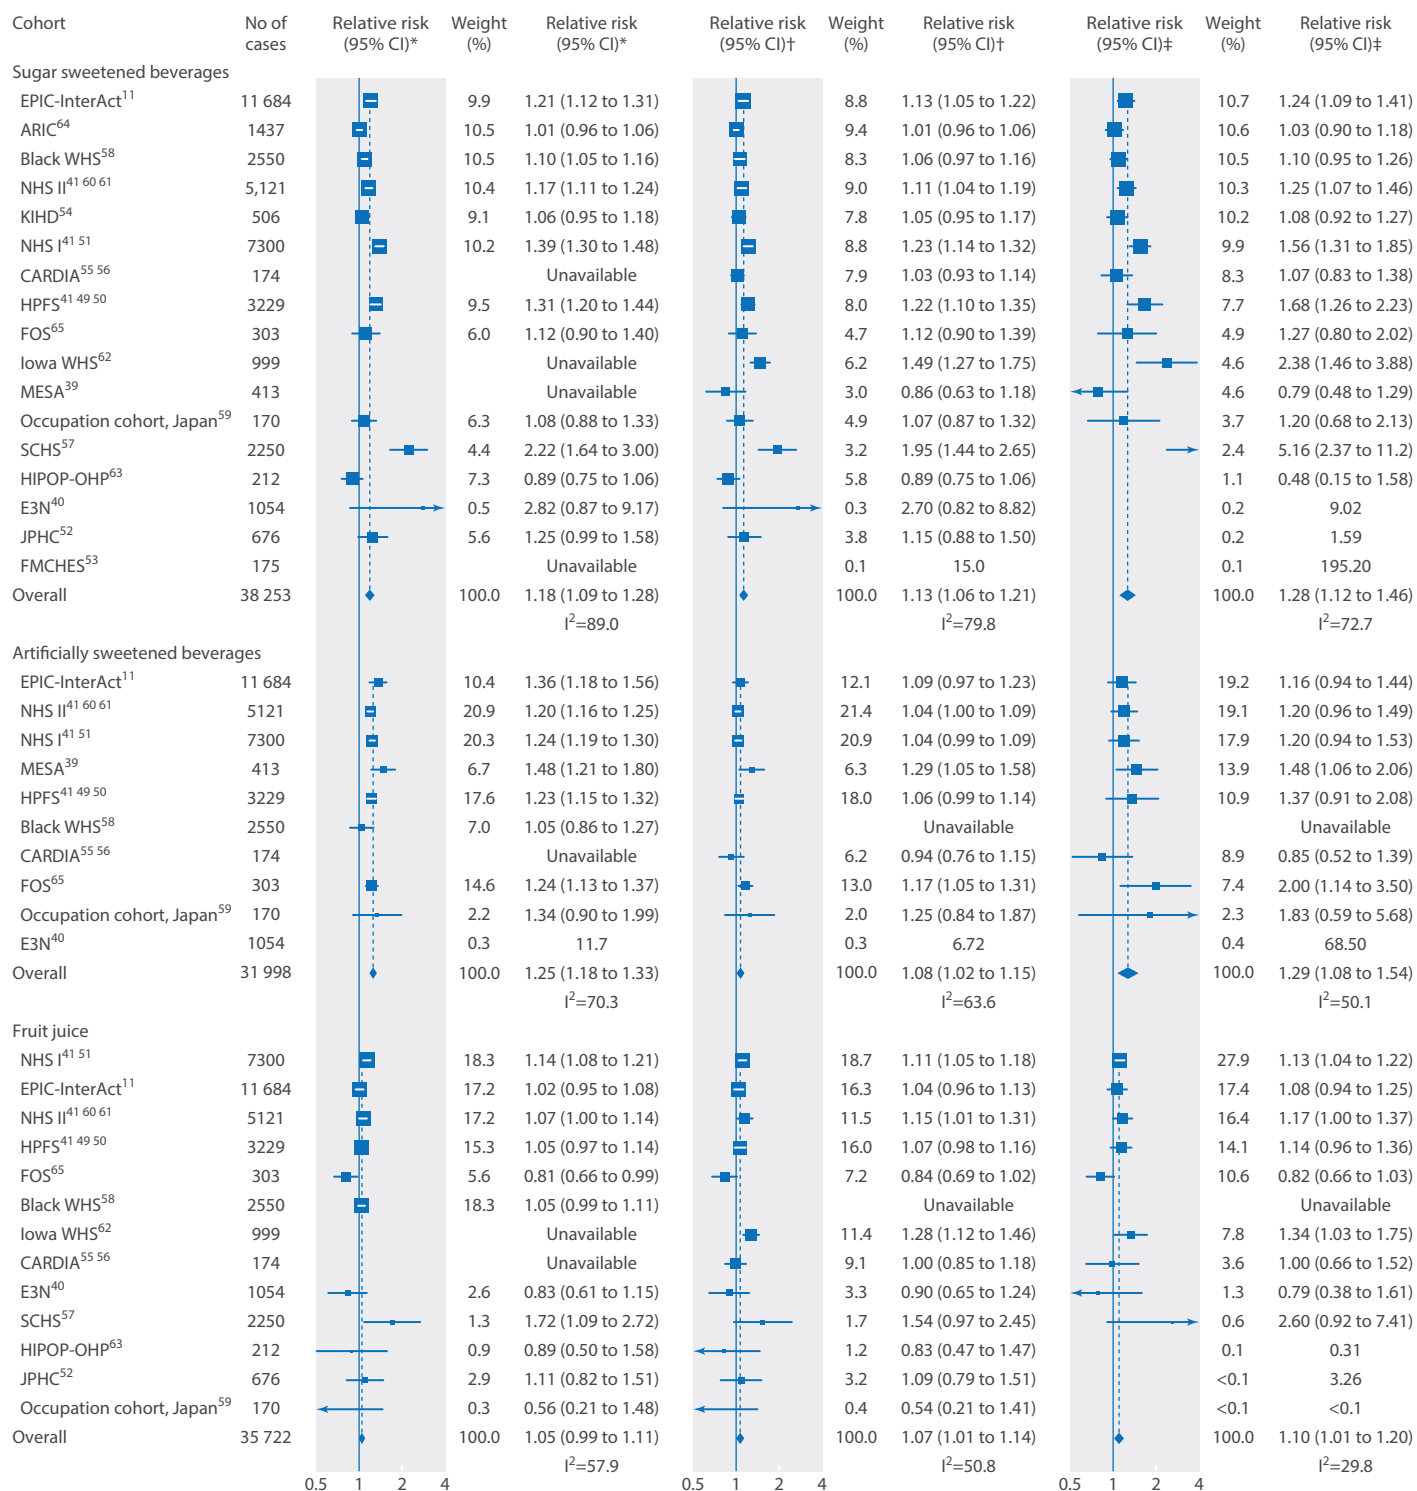 Cohort No of cases Relative risk (95% CI)* Weight (%) Relative risk (95% CI)* Relative risk (95% CI)† Weight (%) Relative risk (95% CI)† Relative risk (95% CI)‡ Weight (%) Relative risk (95% CI)‡
Sugar sweetened beverages
EPIC-InterAct11 11 684 9.9 1.21 (1.12 to 1.31) 8.8 1.13 (1.05 to 1.22) 10.7 1.24 (1.09 to 1.41)
ARIC64 1437 10.5 1.01 (0.96 to 1.06) 9.4 1.01 (0.96 to 1.06) 10.6 1.03 (0.90 to 1.18)
Black WHS58 2550 10.5 1.10 (1.05 to 1.16) 8.3 1.06 (0.97 to 1.16) 10.5 1.10 (0.95 to 1.26)
NHS II41 60 61 5,121 10.4 1.17 (1.11 to 1.24) 9.0 1.11 (1.04 to 1.19) 10.3 1.25 (1.07 to 1.46)
KIHD54 506 9.1 1.06 (0.95 to 1.18) 7.8 1.05 (0.95 to 1.17) 10.2 1.08 (0.92 to 1.27)
NHS I41 51 7300 10.2 1.39 (1.30 to 1.48) 8.8 1.23 (1.14 to 1.32) 9.9 1.56 (1.31 to 1.85)
CARDIA55 56 174 Unavailable 7.9 1.03 (0.93 to 1.14) 8.3 1.07 (0.83 to 1.38)
HPFS41 49 50 3229 9.5 1.31 (1.20 to 1.44) 8.0 1.22 (1.10 to 1.35) 7.7 1.68 (1.26 to 2.23)
FOS65 303 6.0 1.12 (0.90 to 1.40) 4.7 1.12 (0.90 to 1.39) 4.9 1.27 (0.80 to 2.02)
Iowa WHS62 999 Unavailable 6.2 1.49 (1.27 to 1.75) 4.6 2.38 (1.46 to 3.88)
MESA39 413 Unavailable 3.0 0.86 (0.63 to 1.18) 4.6 0.79 (0.48 to 1.29)
Occupation cohort, Japan59 170 6.3 1.08 (0.88 to 1.33) 4.9 1.07 (0.87 to 1.32) 3.7 1.20 (0.68 to 2.13)
SCHS57 2250 4.4 2.22 (1.64 to 3.00) 3.2 1.95 (1.44 to 2.65) 2.4 5.16 (2.37 to 11.2)
HIPOP-OHP63 212 7.3 0.89 (0.75 to 1.06) 5.8 0.89 (0.75 to 1.06) 1.1 0.48 (0.15 to 1.58)
E3N40 1054 0.5 2.82 (0.87 to 9.17) 0.3 2.70 (0.82 to 8.82) 0.2 9.02
JPHC52 676 5.6 1.25 (0.99 to 1.58) 3.8 1.15 (0.88 to 1.50) 0.2 1.59
FMCHES53 175 Unavailable 0.1 15.0 0.1 195.20
Overall 38 253 100.0 1.18 (1.09 to 1.28) 100.0 1.13 (1.06 to 1.21) 100.0 1.28 (1.12 to 1.46)
I2=89.0 I2=79.8 I2=72.7
Artificially sweetened beverages
EPIC-InterAct11 11 684 10.4 1.36 (1.18 to 1.56) 12.1 1.09 (0.97 to 1.23) 19.2 1.16 (0.94 to 1.44)
NHS II41 60 61 5121 20.9 1.20 (1.16 to 1.25) 21.4 1.04 (1.00 to 1.09) 19.1 1.20 (0.96 to 1.49)
NHS I41 51 7300 20.3 1.24 (1.19 to 1.30) 20.9 1.04 (0.99 to 1.09) 17.9 1.20 (0.94 to 1.53)
MESA39 413 6.7 1.48 (1.21 to 1.80) 6.3 1.29 (1.05 to 1.58) 13.9 1.48 (1.06 to 2.06)
HPFS41 49 50 3229 17.6 1.23 (1.15 to 1.32) 18.0 1.06 (0.99 to 1.14) 10.9 1.37 (0.91 to 2.08)
Black WHS58 2550 7.0 1.05 (0.86 to 1.27) Unavailable Unavailable
CARDIA55 56 174 Unavailable 6.2 0.94 (0.76 to 1.15) 8.9 0.85 (0.52 to 1.39)
FOS65 303 14.6 1.24 (1.13 to 1.37) 13.0 1.17 (1.05 to 1.31) 7.4 2.00 (1.14 to 3.50)
Occupation cohort, Japan59 170 2.2 1.34 (0.90 to 1.99) 2.0 1.25 (0.84 to 1.87) 2.3 1.83 (0.59 to 5.68)
E3N40 1054 0.3 11.7 0.3 6.72 0.4 68.50
Overall 31 998 100.0 1.25 (1.18 to 1.33) 100.0 1.08 (1.02 to 1.15) 100.0 1.29 (1.08 to 1.54)
I2=70.3 I2=63.6 I2=50.1
Fruit juice
NHS I41 51 7300 18.3 1.14 (1.08 to 1.21) 18.7 1.11 (1.05 to 1.18) 27.9 1.13 (1.04 to 1.22)
EPIC-InterAct11 11 684 17.2 1.02 (0.95 to 1.08) 16.3 1.04 (0.96 to 1.13) 17.4 1.08 (0.94 to 1.25)
NHS II41 60 61 5121 17.2 1.07 (1.00 to 1.14) 11.5 1.15 (1.01 to 1.31) 16.4 1.17 (1.00 to 1.37)
HPFS41 49 50 3229 15.3 1.05 (0.97 to 1.14) 16.0 1.07 (0.98 to 1.16) 14.1 1.14 (0.96 to 1.36)
FOS65 303 5.6 0.81 (0.66 to 0.99) 7.2 0.84 (0.69 to 1.02) 10.6 0.82 (0.66 to 1.03)
Black WHS58 2550 18.3 1.05 (0.99 to 1.11) Unavailable Unavailable
Iowa WHS62 999 Unavailable 11.4 1.28 (1.12 to 1.46) 7.8 1.34 (1.03 to 1.75)
CARDIA55 56 174 Unavailable 9.1 1.00 (0.85 to 1.18) 3.6 1.00 (0.66 to 1.52)
E3N40 1054 2.6 0.83 (0.61 to 1.15) 3.3 0.90 (0.65 to 1.24) 1.3 0.79 (0.38 to 1.61)
SCHS57 2250 1.3 1.72 (1.09 to 2.72) 1.7 1.54 (0.97 to 2.45) 0.6 2.60 (0.92 to 7.41)
HIPOP-OHP63 212 0.9 0.89 (0.50 to 1.58) 1.2 0.83 (0.47 to 1.47) 0.1 0.31
JPHC52 676 2.9 1.11 (0.82 to 1.51) 3.2 1.09 (0.79 to 1.51) <0.1 3.26
Occupation cohort, Japan59 170 0.3 0.56 (0.21 to 1.48) 0.4 0.54 (0.21 to 1.41) <0.1 <0.1
Overall 35 722 100.0 1.05 (0.99 to 1.11) 100.0 1.07 (1.01 to 1.14) 100.0 1.10 (1.01 to 1.20)
I2=57.9 I2=50.8 I2=29.8
0.5 1 2 4 0.5 1 2 4 0.5 1 2 4